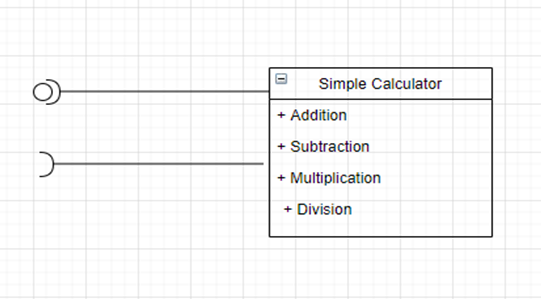 Simple Calculator
+ Addition
+ Subtraction
+ Multiplication
+ Division